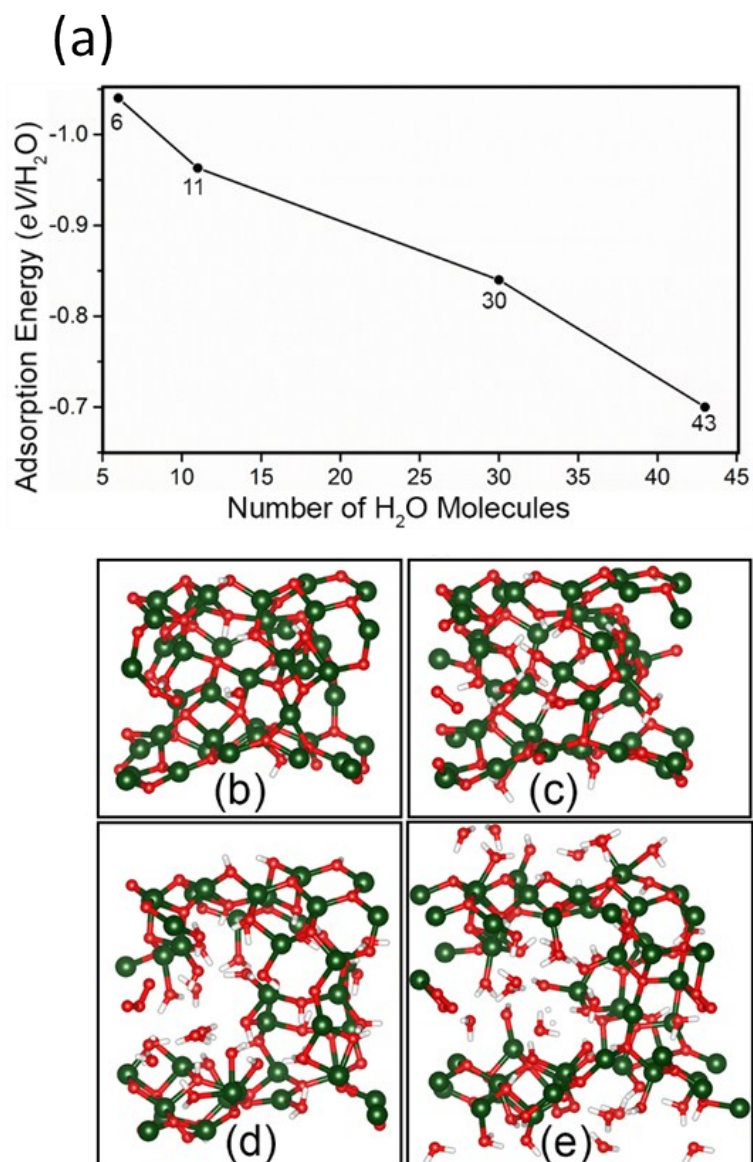 (a)
Adsorption Energy (eV/H₂O)
-1.0
-0.9
-0.8
-0.7
6
11
30
43
5 10 15 20 25 30 35 40 45
Number of H₂O Molecules
(b) (c)
(d) (e)